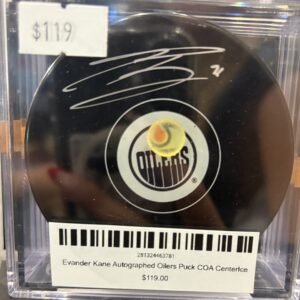 $119
OILERS
281324463781
Evander Kane Autographed Oilers Puck COA CenterIce
$119.00